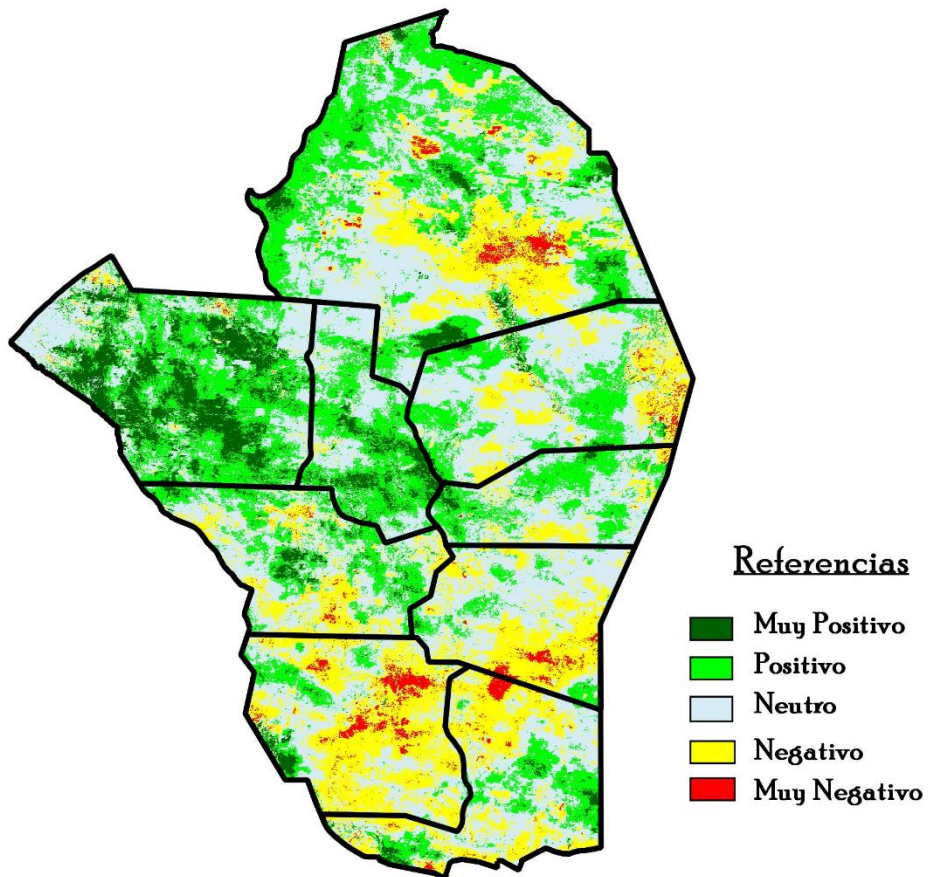 Referencias
Muy Positivo
Positivo
Neutro
Negativo
Muy Negativo